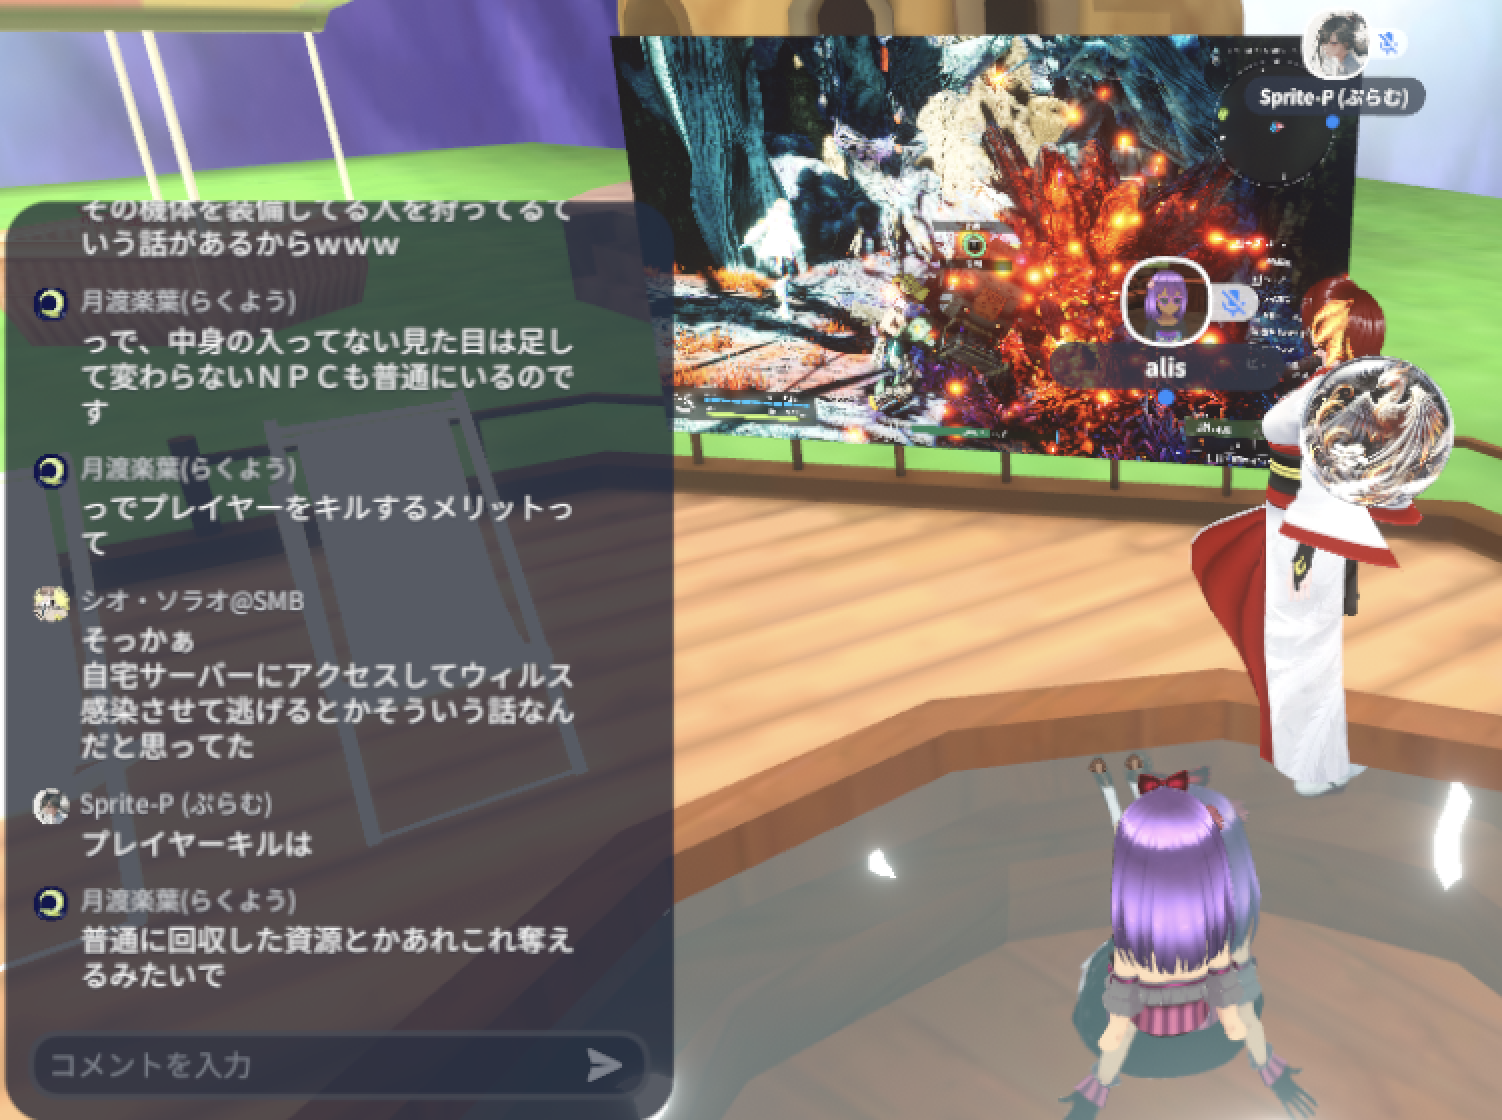 その機体を装備してる人を狩ってるて
いう話があるからwww
月渡楽葉(らくよう)
っで、中身の入ってない見た目は足し
て変わらないＮＰＣも普通にいるので
す
月渡楽葉(らくよう)
っでプレイヤーをキルするメリットっ
て
シオ・ソラオ@SMB
そっかぁ
自宅サーバーにアクセスしてウィルス
感染させて逃げるとかそういう話なん
だと思ってた
Sprite-P (ぷらむ)
プレイヤーキルは
月渡楽葉(らくよう)
普通に回収した資源とかあれこれ奪え
るみたいで
コメントを入力
Sprite-P (ぷらむ)
alis